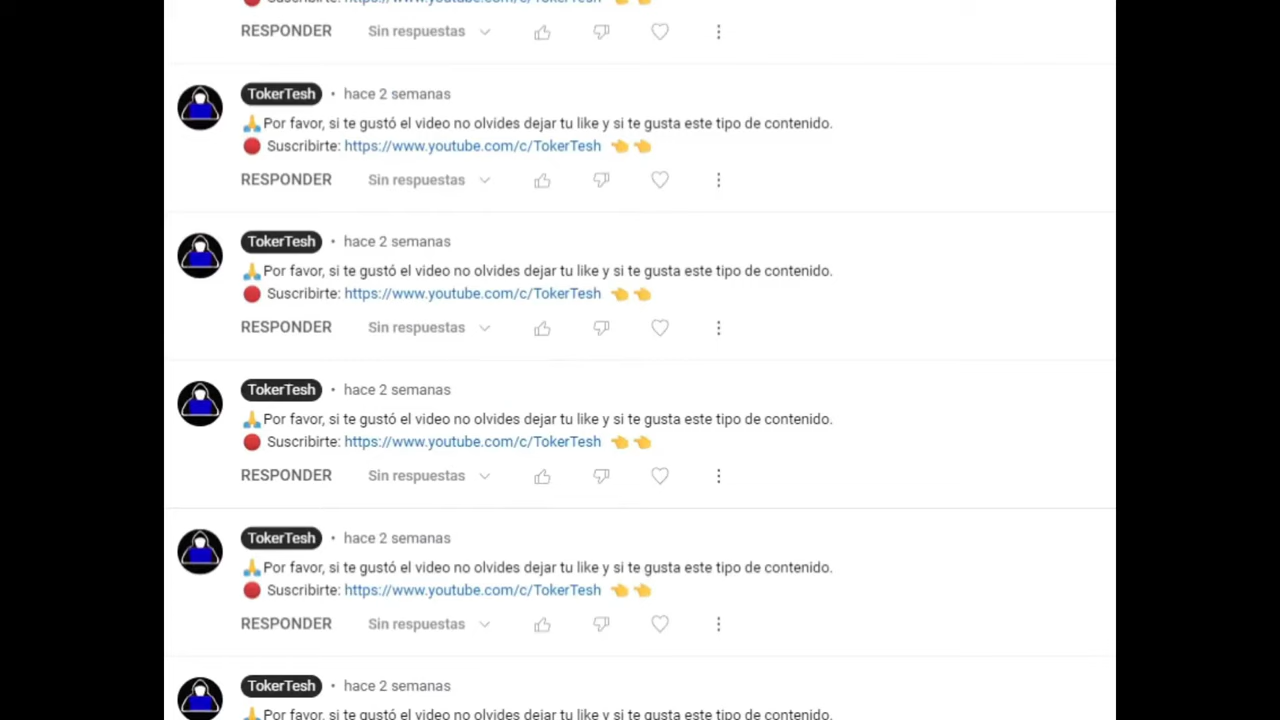 Suscribirte: https://www.youtube.com/c/TokerTesh
RESPONDER Sin respuestas
TokerTesh • hace 2 semanas
Por favor, si te gustó el video no olvides dejar tu like y si te gusta este tipo de contenido.
Suscribirte: https://www.youtube.com/c/TokerTesh
RESPONDER Sin respuestas
TokerTesh • hace 2 semanas
Por favor, si te gustó el video no olvides dejar tu like y si te gusta este tipo de contenido.
Suscribirte: https://www.youtube.com/c/TokerTesh
RESPONDER Sin respuestas
TokerTesh • hace 2 semanas
Por favor, si te gustó el video no olvides dejar tu like y si te gusta este tipo de contenido.
Suscribirte: https://www.youtube.com/c/TokerTesh
RESPONDER Sin respuestas
TokerTesh • hace 2 semanas
Por favor, si te gustó el video no olvides dejar tu like y si te gusta este tipo de contenido.
Suscribirte: https://www.youtube.com/c/TokerTesh
RESPONDER Sin respuestas
TokerTesh • hace 2 semanas
Por favor, si te gustó el video no olvides dejar tu like y si te gusta este tipo de contenido.